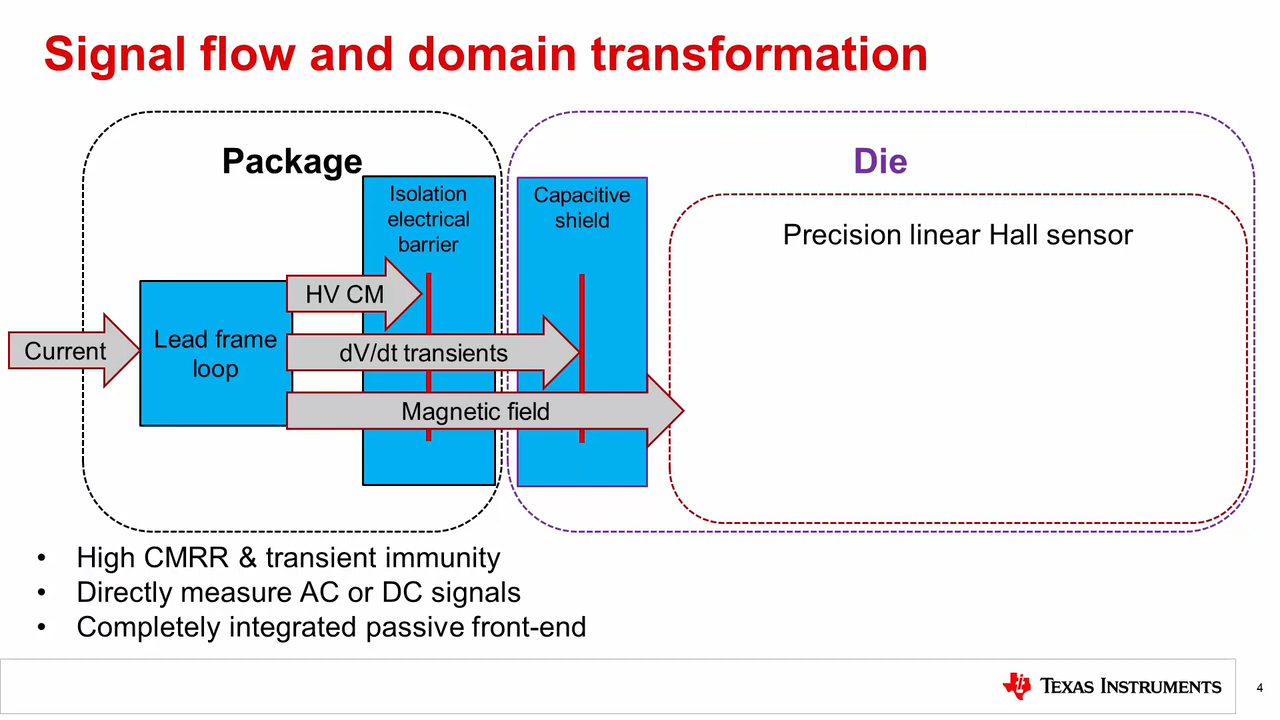 Signal flow and domain transformation
Package
Die
Isolation
electrical
barrier
Capacitive
shield
Precision linear Hall sensor
HV CM
Current
Lead frame
loop
dV/dt transients
Magnetic field
• High CMRR & transient immunity
• Directly measure AC or DC signals
• Completely integrated passive front-end
TEXAS INSTRUMENTS
4